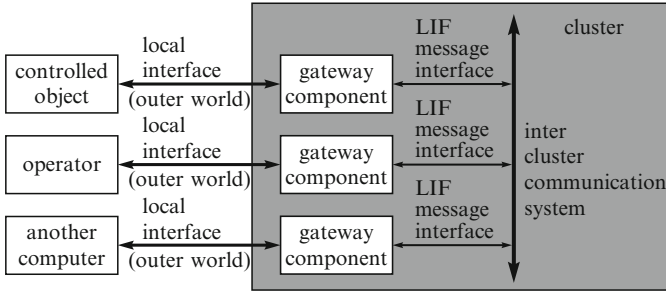 LIF
message
interface
cluster
local
interface
(outer world)
controlled
object
gateway
component
LIF
message
interface
local
interface
(outer world)
operator
gateway
component
inter
cluster
communication
system
LIF
message
interface
local
interface
(outer world)
another
computer
gateway
component